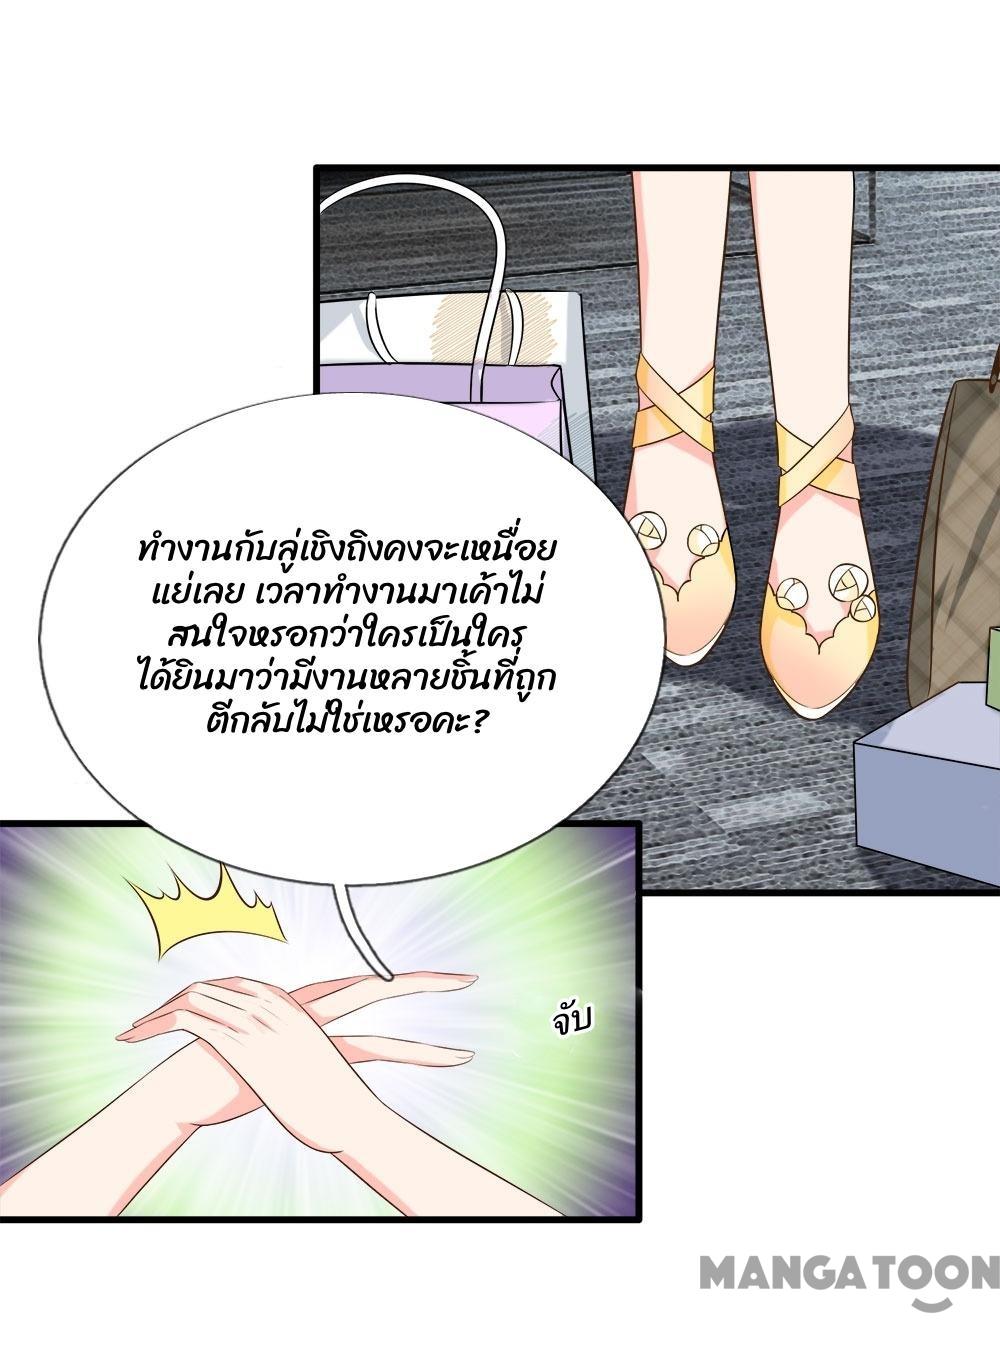 ทำงานกับลู่เชิงถิงคงจะเหนื่อย
แย่เลย เวลาทำงานมาเค้าไม่
สนใจหรอกว่าใครเป็นใคร
ได้ยินมาว่ามีงานหลายชิ้นที่ถูก
ตีกลับไม่ใช่เหรอคะ?
จับ
MANGATOON